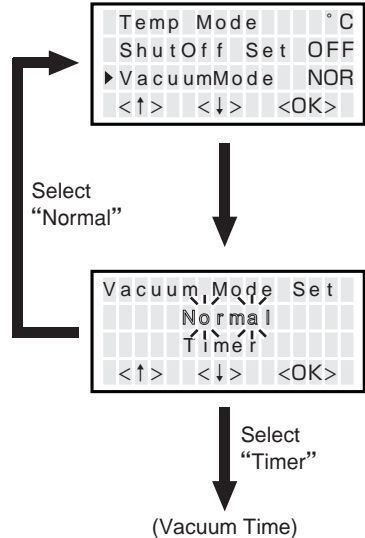 Temp Mode °C
ShutOff Set OFF
▶VacuumMode NOR
<↑> <↓> <OK>
Select
“Normal”
Vacuum Mode Set
Normal
Timer
<↑> <↓> <OK>
Select
“Timer”
(Vacuum Time)